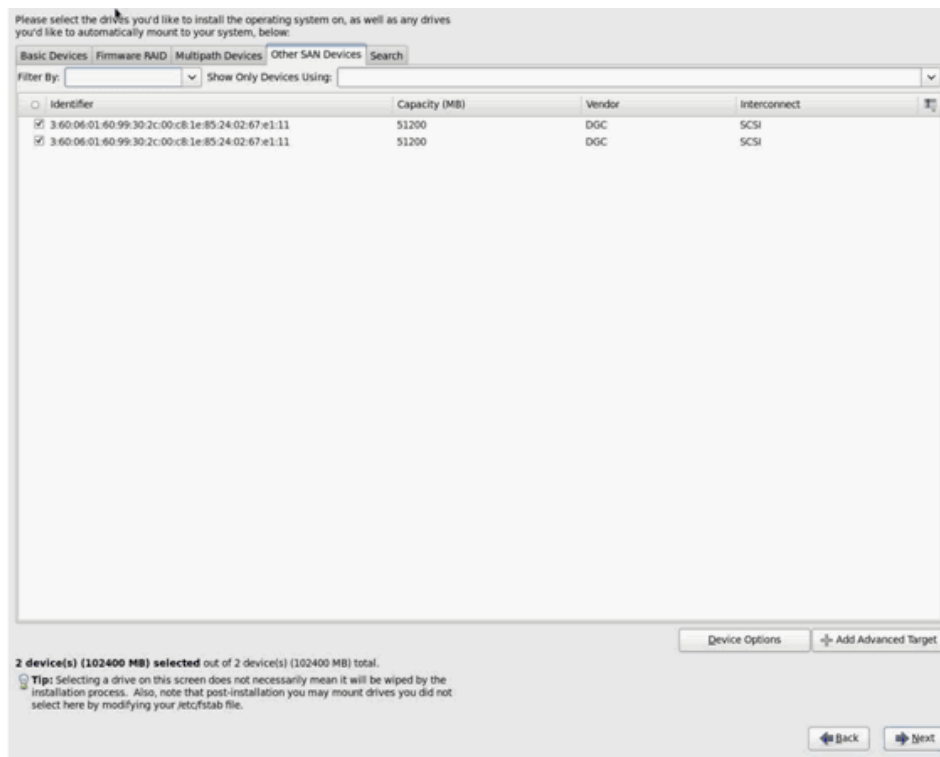 Please select the drives you'd like to install the operating system on, as well as any drives
you'd like to automatically mount to your system, below:
Basic Devices Firmware RAID Multipath Devices Other SAN Devices Search
Filter By: Show Only Devices Using:
Identifier Capacity (MB) Vendor Interconnect
3:60:06:01:60:99:30:2c:00:c8:1e:85:24:02:67:e1:11 51200 DGC SCSI
3:60:06:01:60:99:30:2c:00:c8:1e:85:24:02:67:e1:11 51200 DGC SCSI
Device Options Add Advanced Target
2 device(s) (102400 MB) selected out of 2 device(s) (102400 MB) total.
Tip: Selecting a drive on this screen does not necessarily mean it will be wiped by the
installation process. Also, note that post-installation you may mount drives you did not
select here by modifying your /etc/fstab file.
Back Next